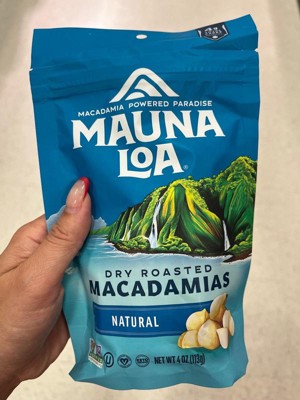 MACADAMIA POWERED PARADISE
MAUNA
LOA®
DRY ROASTED
MACADAMIAS
NATURAL
NET WT 4 OZ (113g)